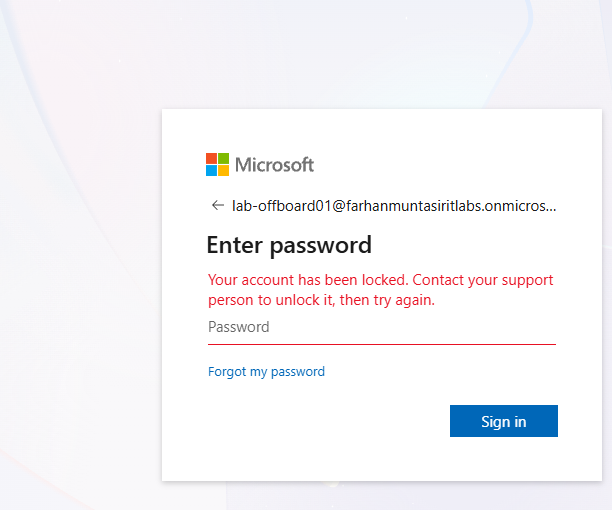 Microsoft
← lab-offboard01@farhanmuntasiritlabs.onmicros...
Enter password
Your account has been locked. Contact your support
person to unlock it, then try again.
Password
Forgot my password
Sign in